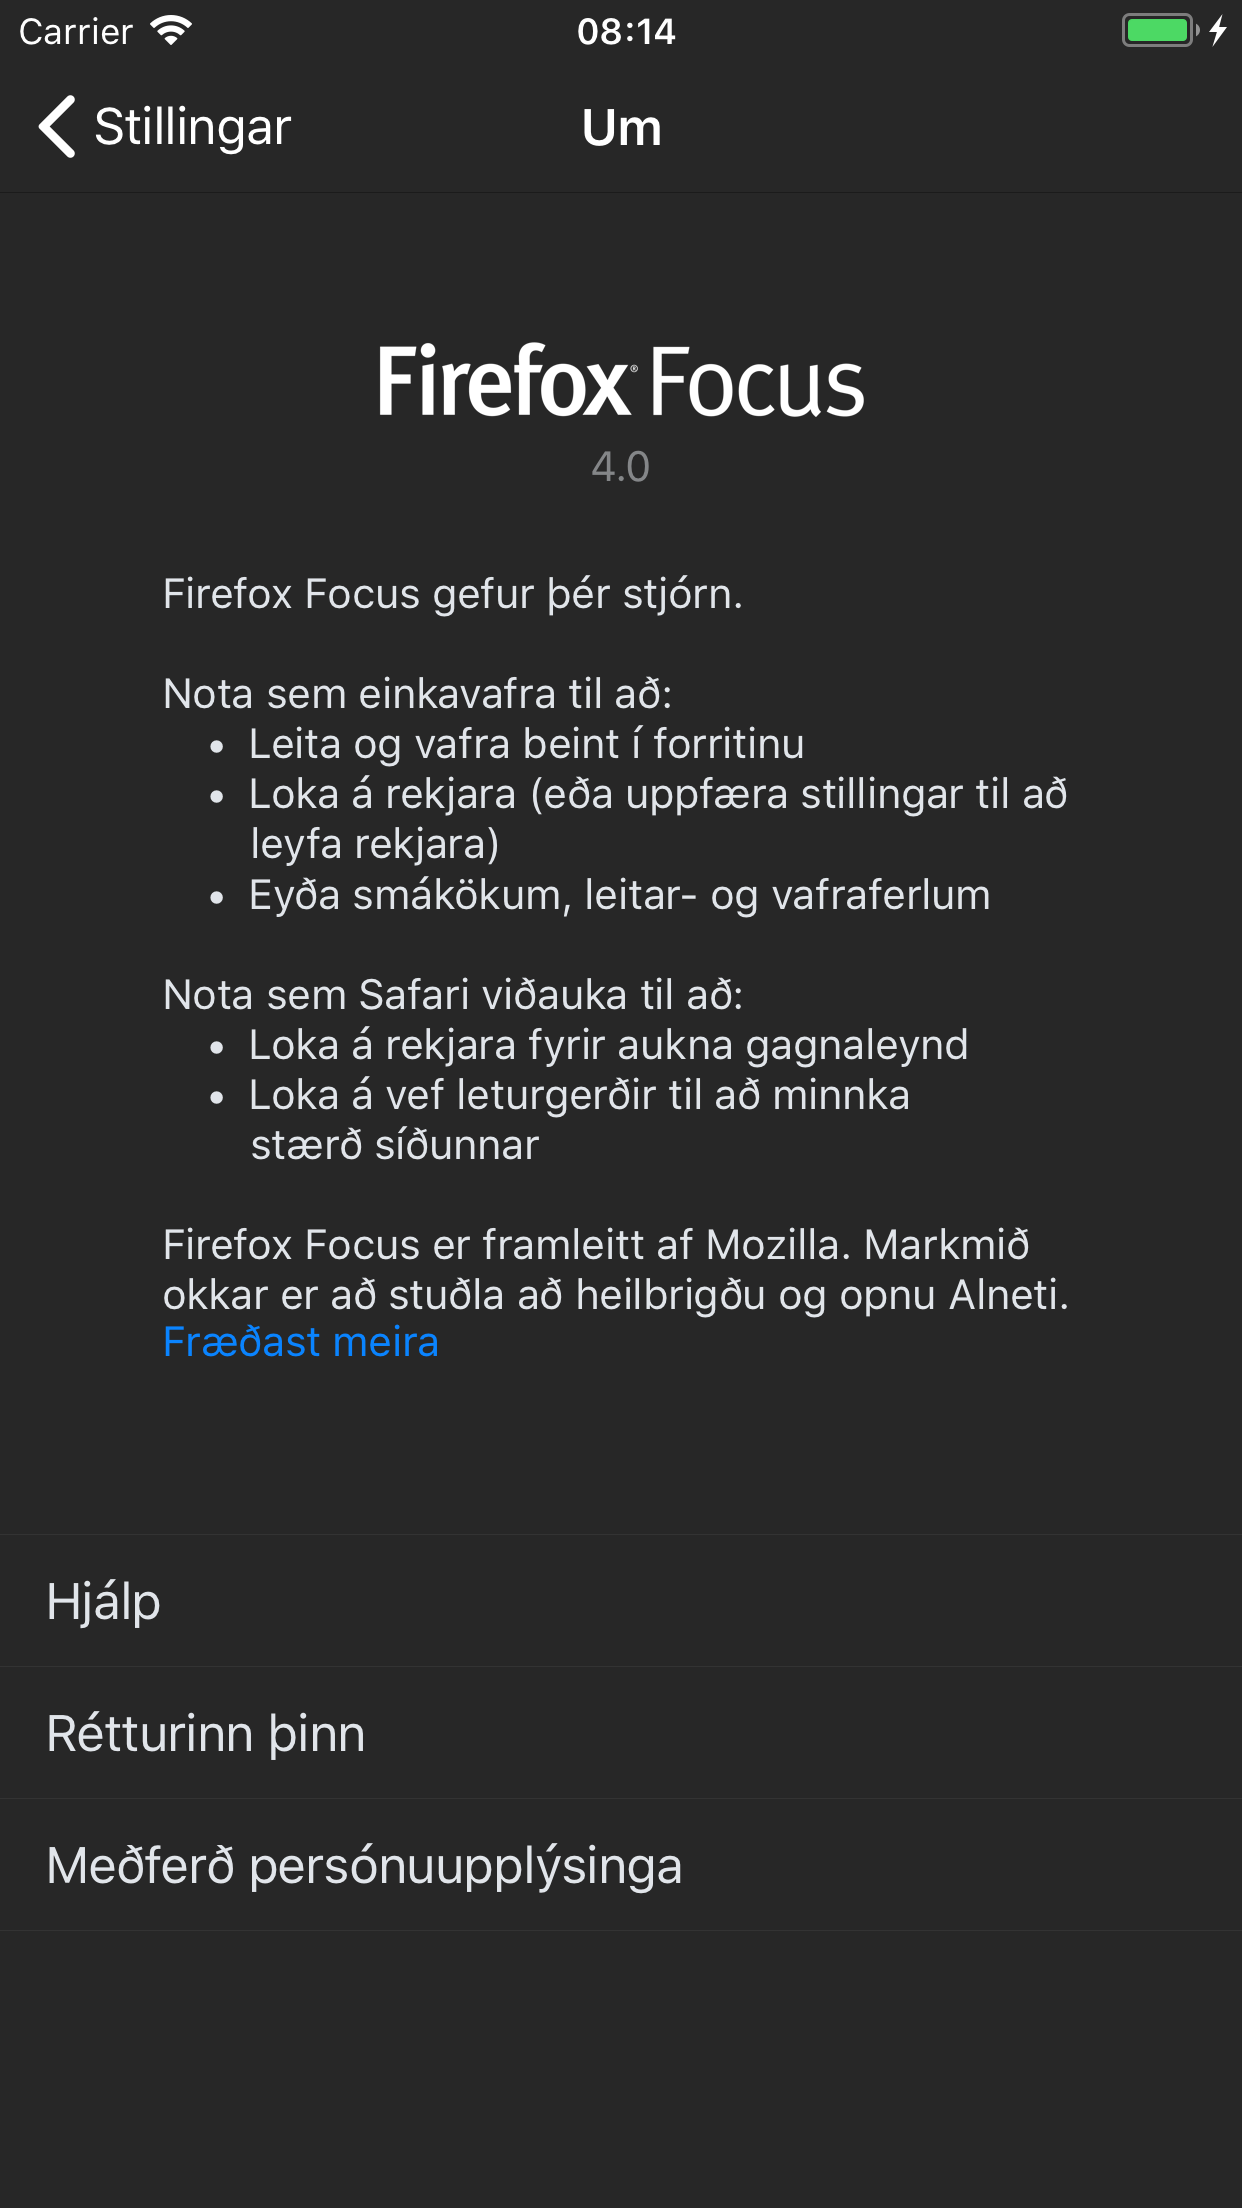 Carrier 08:14
Stillingar Um
Firefox® Focus
4.0
Firefox Focus gefur þér stjórn.
Nota sem einkavafra til að:
• Leita og vafra beint í forritinu
• Loka á rekjara (eða uppfæra stillingar til að
leyfa rekjara)
• Eyða smákökum, leitar- og vafraferlum
Nota sem Safari viðauka til að:
• Loka á rekjara fyrir aukna gagnaleynd
• Loka á vef leturgerðir til að minnka
stærð síðunnar
Firefox Focus er framleitt af Mozilla. Markmið
okkar er að stuðla að heilbrigðu og opnu Alneti.
Fræðast meira
Hjálp
Rétturinn þinn
Meðferð persónuupplýsinga